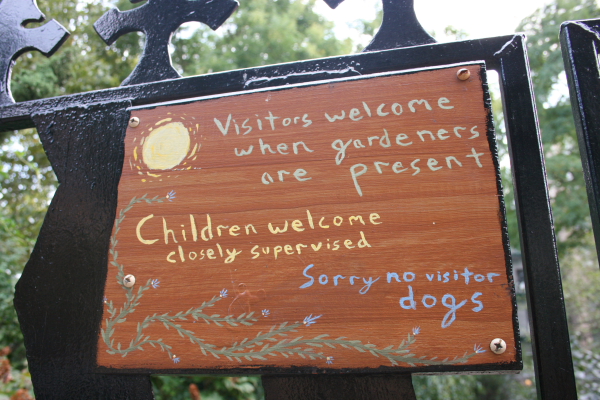 Visitors welcome
when gardeners
are present
Children welcome
closely supervised
Sorry no visitor
dogs